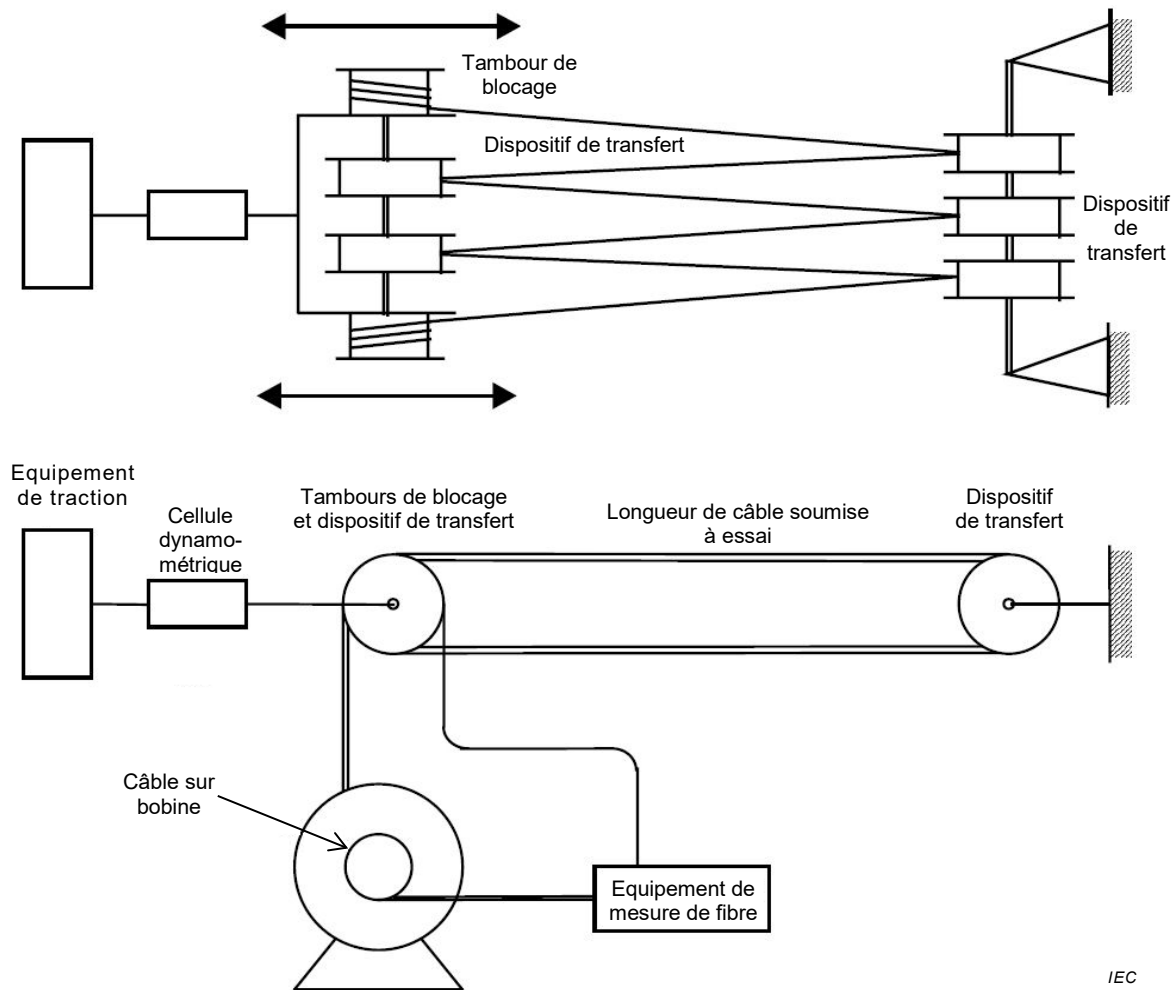 Tambour de
blocage
Dispositif de transfert
Dispositif
de
transfert
Equipement
de traction
Cellule
dynamo-
métrique
Tambours de blocage
et dispositif de transfert
Longueur de câble soumise
à essai
Dispositif
de transfert
Câble sur
bobine
Equipement de
mesure de fibre
IEC